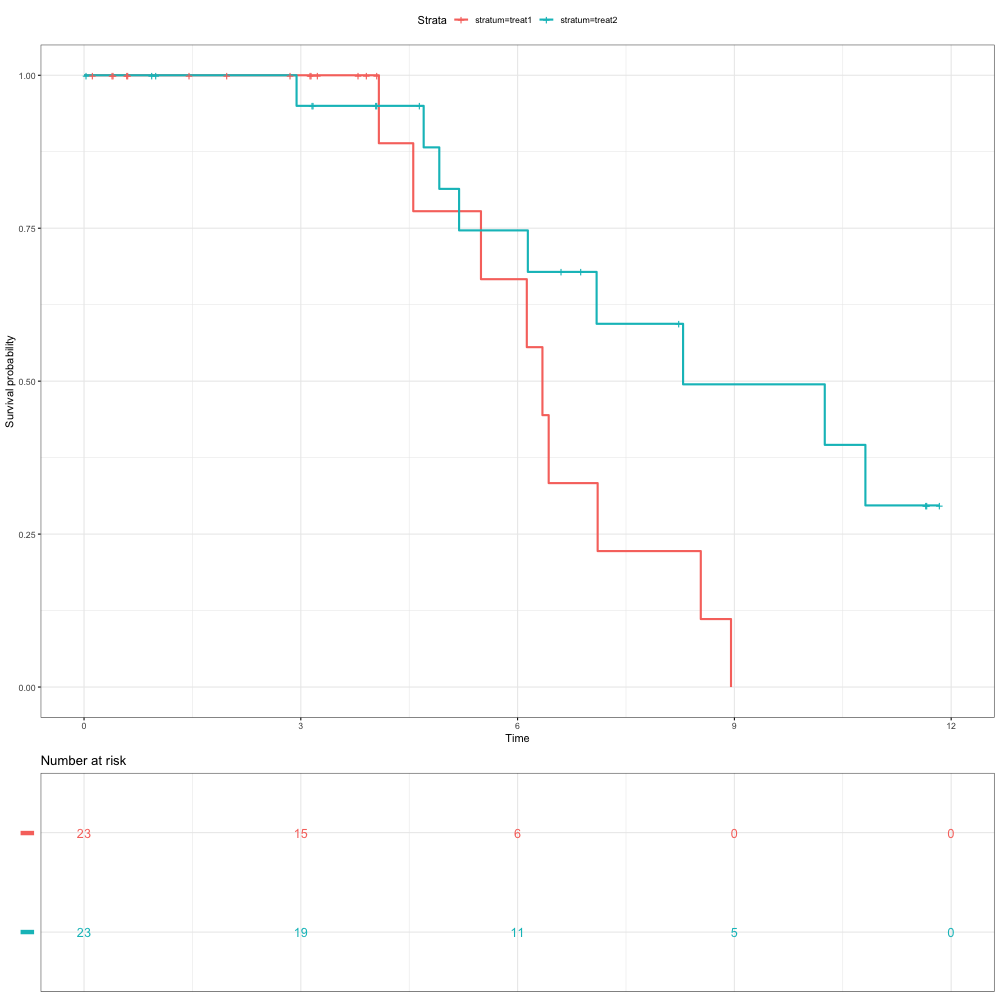 Strata stratum=treat1 stratum=treat2
1.00
0.75
0.50
0.25
0.00
Survival probability
0 3 6 9 12
Time
Number at risk
23 15 6 0 0
23 19 11 5 0